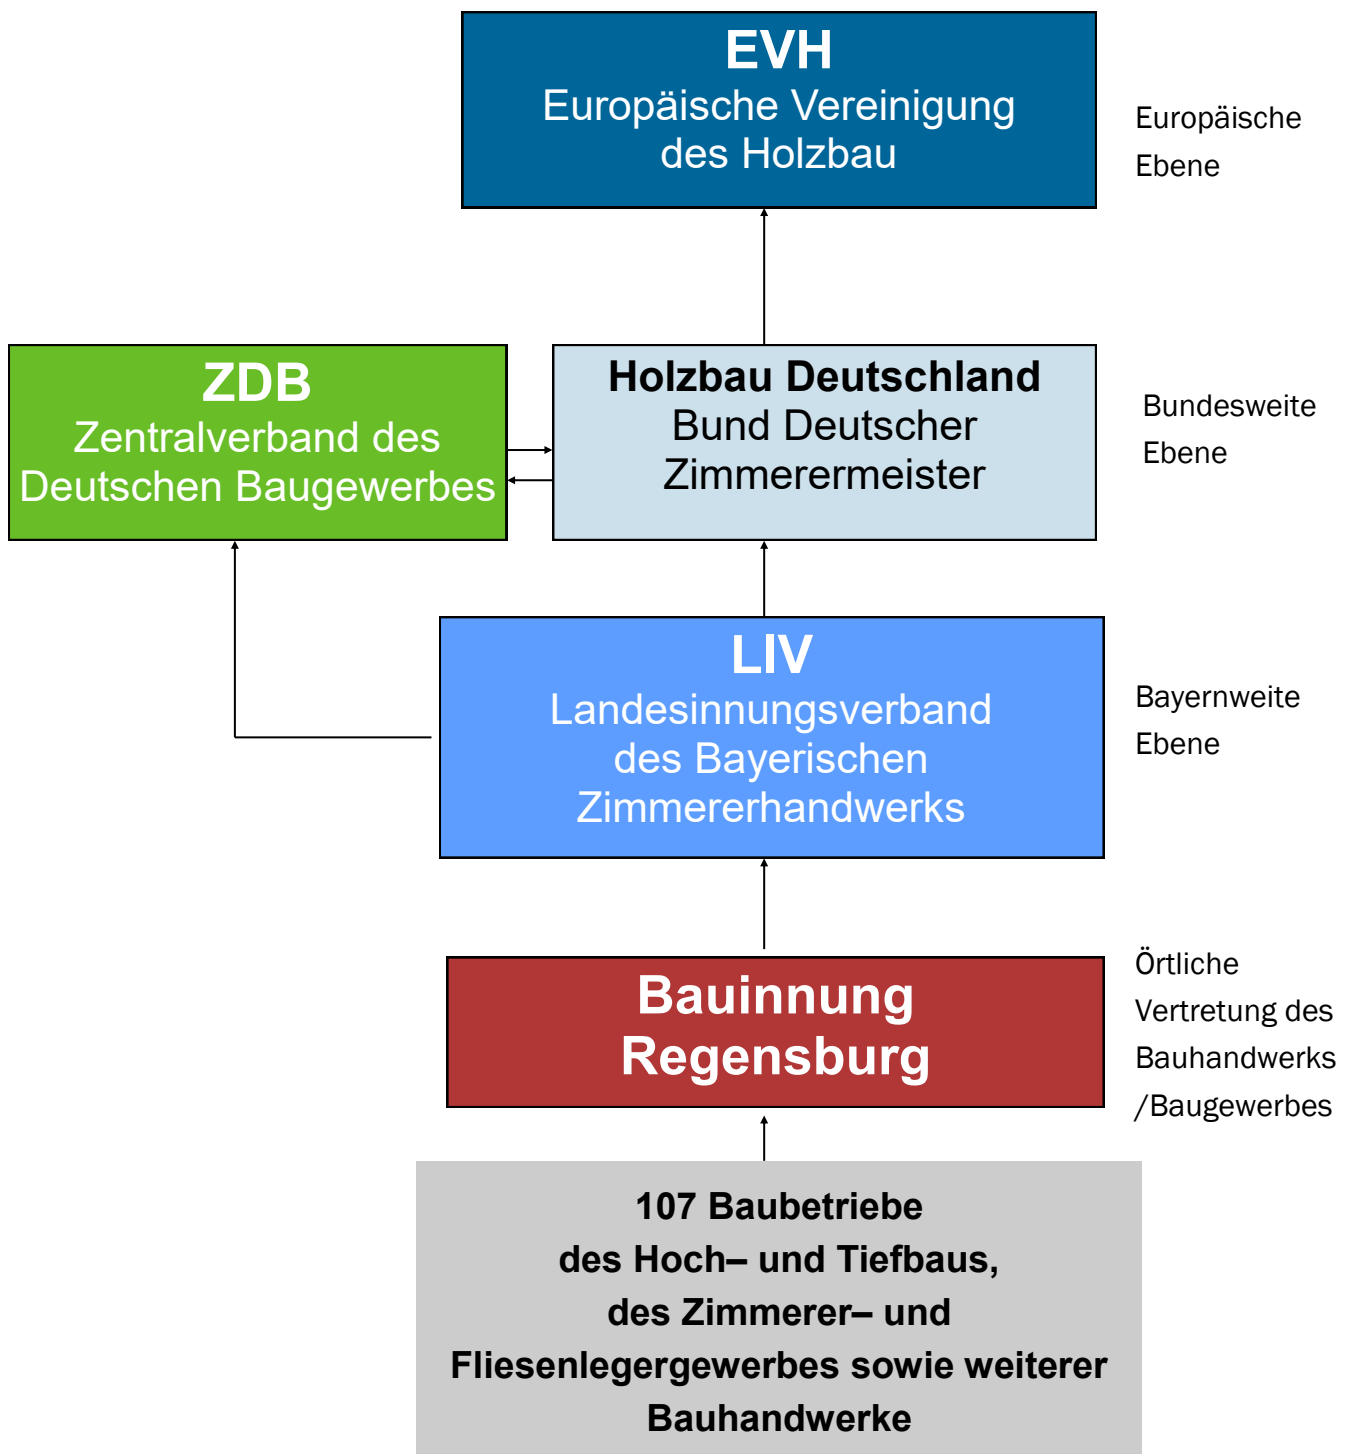 EVH
Europäische Vereinigung
des Holzbau
Europäische
Ebene
ZDB
Zentralverband des
Deutschen Baugewerbes
Holzbau Deutschland
Bund Deutscher
Zimmerermeister
Bundesweite
Ebene
LIV
Landesinnungsverband
des Bayerischen
Zimmererhandwerks
Bayernweite
Ebene
Bauinnung
Regensburg
Örtliche
Vertretung des
Bauhandwerks
/Baugewerbes
107 Baubetriebe
des Hoch– und Tiefbaus,
des Zimmerer– und
Fliesenlegergewerbes sowie weiterer
Bauhandwerke